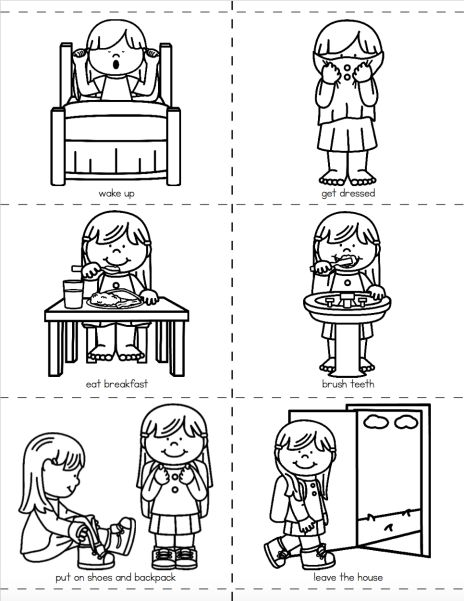 wake up
get dressed
eat breakfast
brush teeth
put on shoes and backpack
leave the house